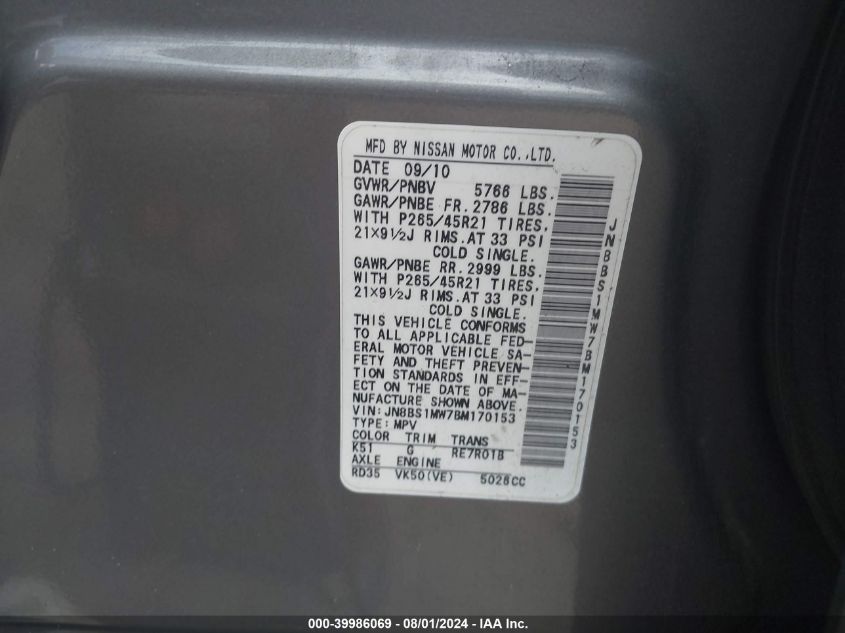 MFD BY NISSAN MOTOR CO.,LTD.
DATE 09/10
GVWR/PNBV 5766 LBS.
GAWR/PNBE FR. 2786 LBS.
WITH P265/45R21 TIRES,
21X9½J RIMS.AT 33 PSI
COLD SINGLE.
GAWR/PNBE RR. 2999 LBS.
WITH P265/45R21 TIRES,
21X9½J RIMS.AT 33 PSI
COLD SINGLE.
THIS VEHICLE CONFORMS
TO ALL APPLICABLE FED-
ERAL MOTOR VEHICLE SA-
FETY AND THEFT PREVEN-
TION STANDARDS IN EFF-
ECT ON THE DATE OF MA-
NUFACTURE SHOWN ABOVE.
VIN: JN8BS1MW7BM170153
TYPE: MPV
COLOR TRIM TRANS
K51 G RE7R01B
AXLE ENGINE
RD35 VK50(VE) 5026CC
JN8BS1MW7BM170153
000-39986069 - 08/01/2024 - IAA Inc.